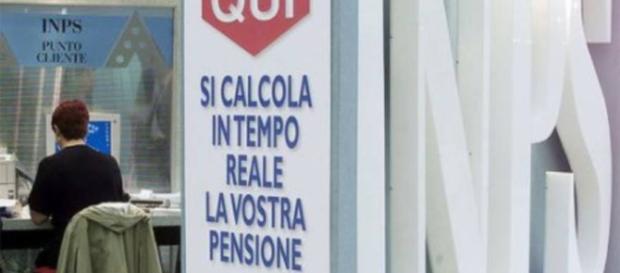 INPS
PUNTO
CLIENTE
QUI
SI CALCOLA
IN TEMPO
REALE
LA VOSTRA
PENSIONE
INPS